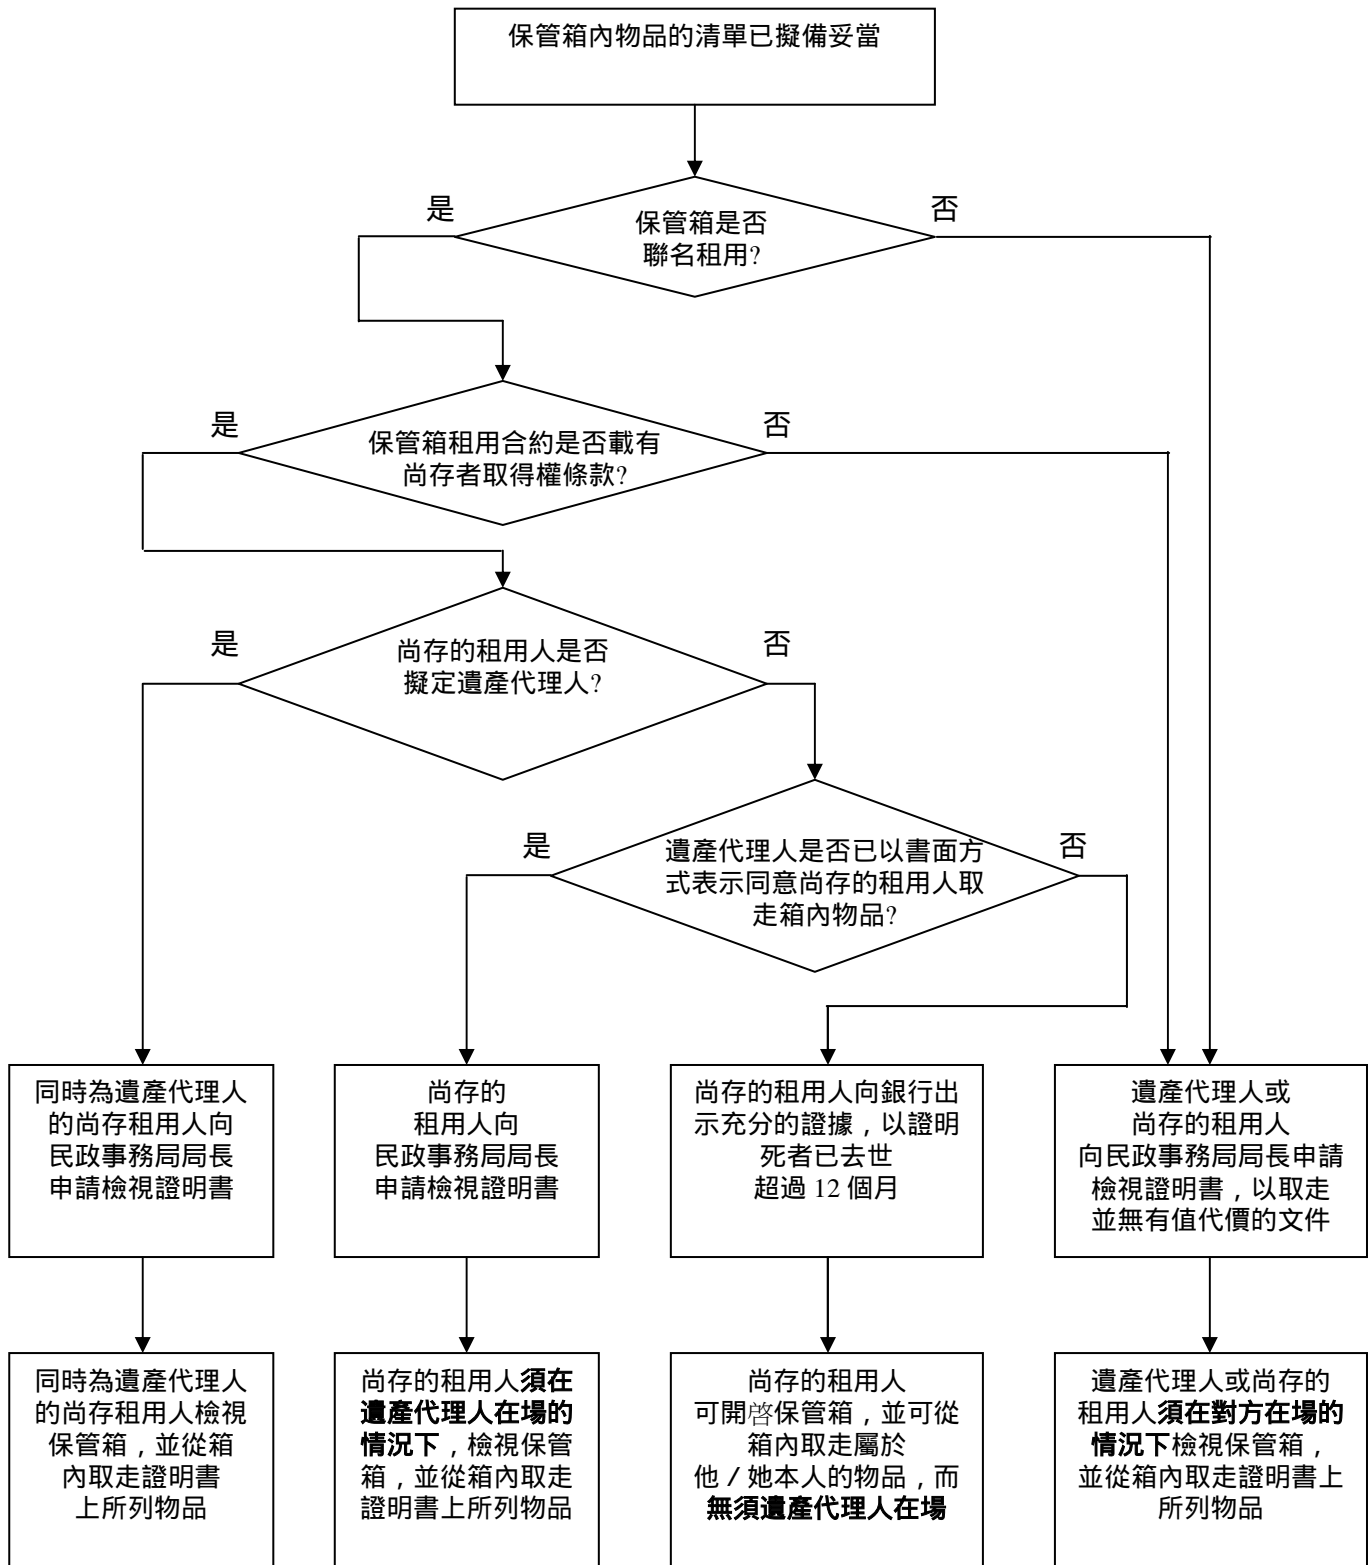 保管箱內物品的清單已擬備妥當
是
否
保管箱是否
聯名租用?
是
否
保管箱租用合約是否載有
尚存者取得權條款?
是
否
尚存的租用人是否
擬定遺產代理人?
是
否
遺產代理人是否已以書面方
式表示同意尚存的租用人取
走箱內物品?
同時為遺產代理人
的尚存租用人向
民政事務局局長
申請檢視證明書
尚存的
租用人向
民政事務局局長
申請檢視證明書
尚存的租用人向銀行出
示充分的證據，以證明
死者已去世
超過 12 個月
遺產代理人或
尚存的租用人
向民政事務局局長申請
檢視證明書，以取走
並無有值代價的文件
同時為遺產代理人
的尚存租用人檢視
保管箱，並從箱
內取走證明書
上所列物品
尚存的租用人須在
遺產代理人在場的
情況下，檢視保管
箱，並從箱內取走
證明書上所列物品
尚存的租用人
可開啓保管箱，並可從
箱內取走屬於
他 / 她本人的物品，而
無須遺產代理人在場
遺產代理人或尚存的
租用人須在對方在場的
情況下檢視保管箱，
並從箱內取走證明書上
所列物品